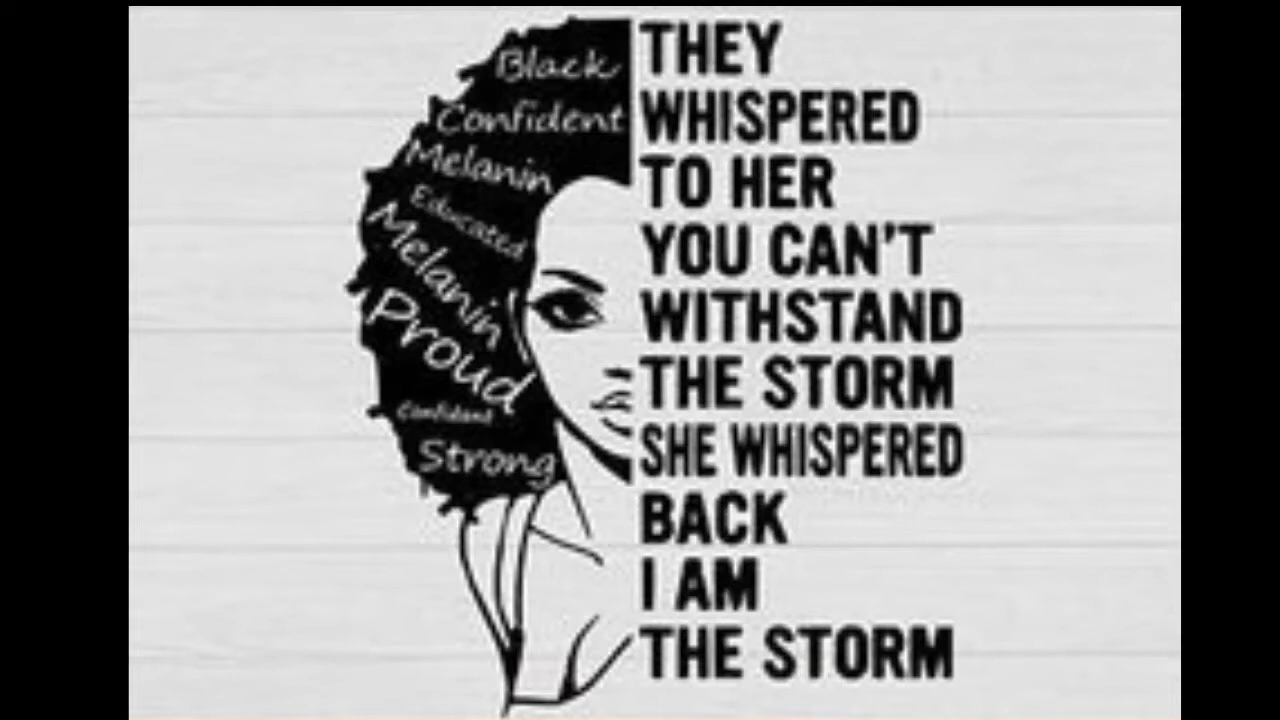 Black
Confident
Melanin
Educated
Melanin
Proud
Confident
Strong
THEY
WHISPERED
TO HER
YOU CAN'T
WITHSTAND
THE STORM
SHE WHISPERED
BACK
I AM
THE STORM